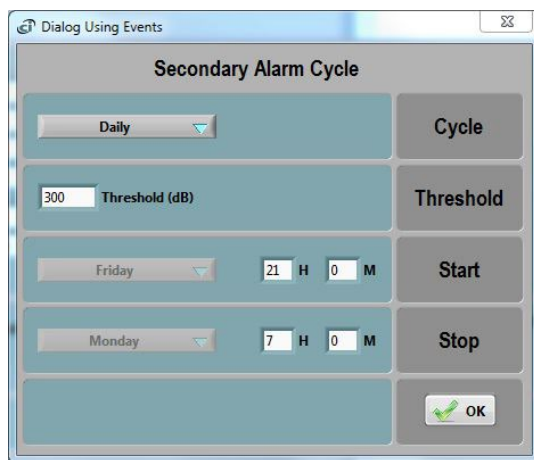 Dialog Using Events
Secondary Alarm Cycle
Daily Cycle
300 Threshold (dB) Threshold
Friday 21 H 0 M Start
Monday 7 H 0 M Stop
OK